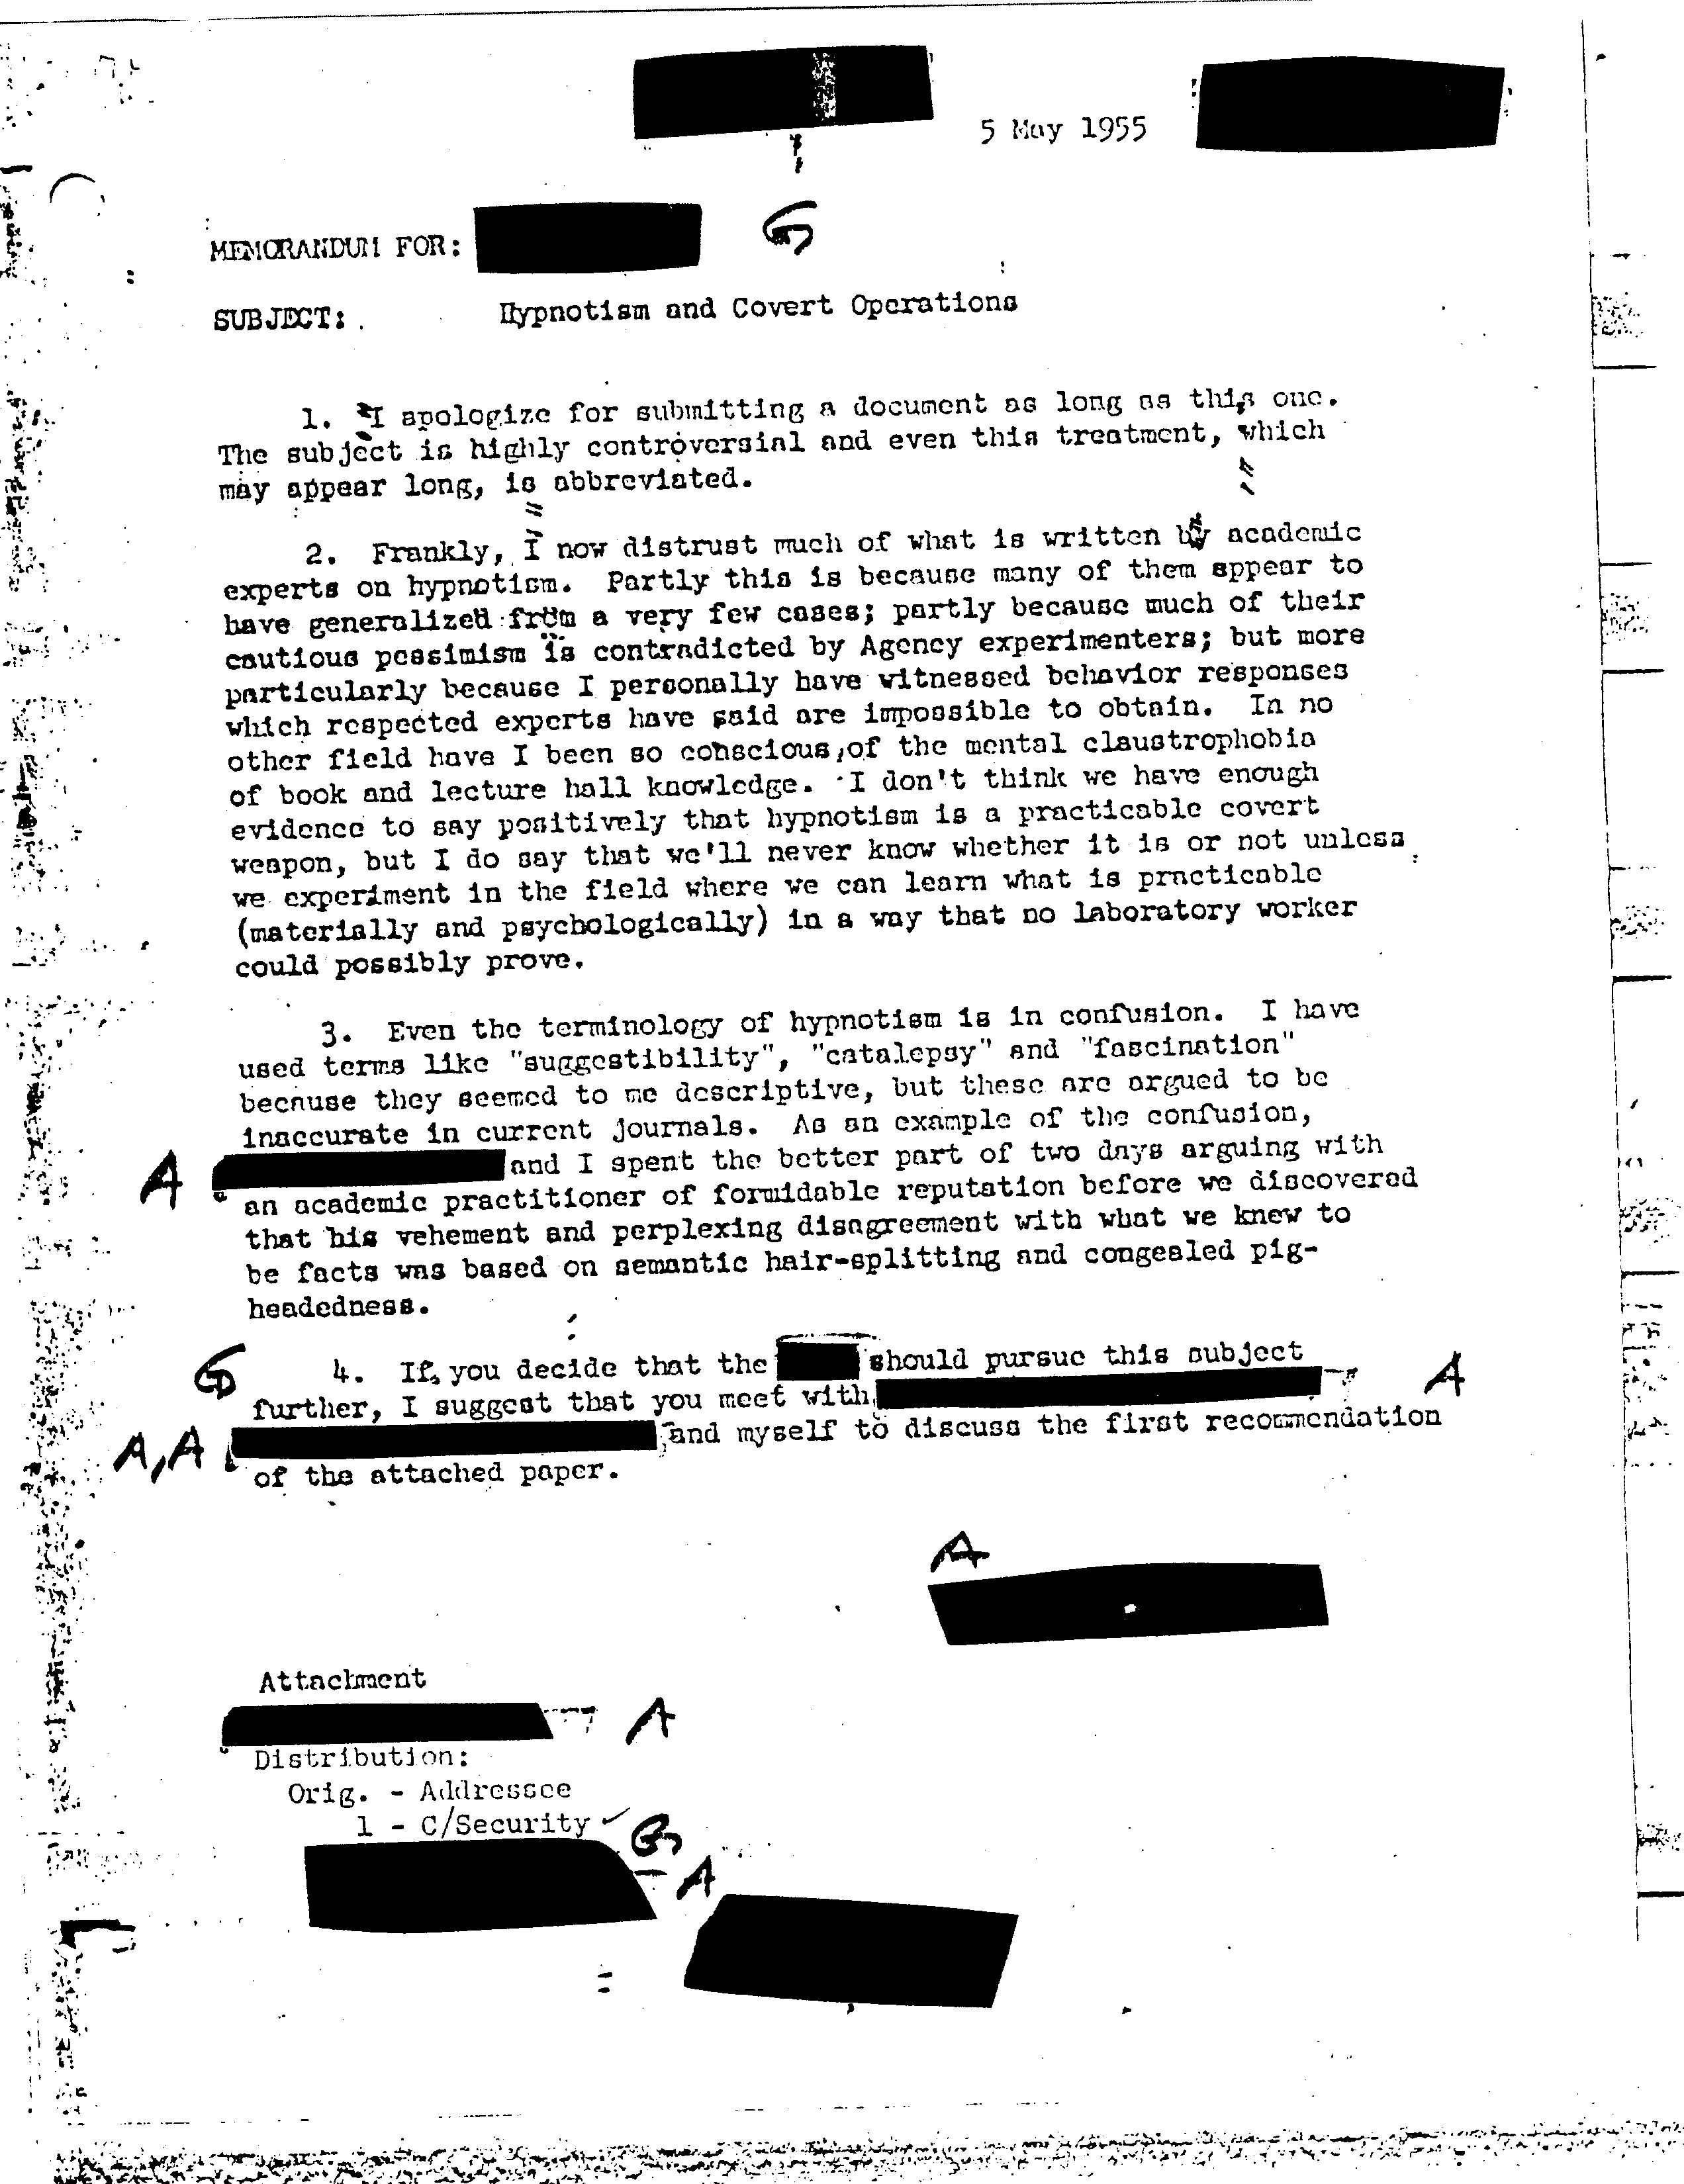 5 May 1955
G
MEMORANDUM FOR:
SUBJECT: Hypnotism and Covert Operations
1. I apologize for submitting a document as long as this one.
The subject is highly controversial and even this treatment, which
may appear long, is abbreviated.
2. Frankly, I now distrust much of what is written by academic
experts on hypnotism. Partly this is because many of them appear to
have generalized from a very few cases; partly because much of their
cautious pessimism is contradicted by Agency experimenters; but more
particularly because I personally have witnessed behavior responses
which respected experts have said are impossible to obtain. In no
other field have I been so conscious of the mental claustrophobia
of book and lecture hall knowledge. I don't think we have enough
evidence to say positively that hypnotism is a practicable covert
weapon, but I do say that we'll never know whether it is or not unless
we experiment in the field where we can learn what is practicable
(materially and psychologically) in a way that no laboratory worker
could possibly prove.
3. Even the terminology of hypnotism is in confusion. I have
used terms like "suggestibility", "catalepsy" and "fascination"
because they seemed to me descriptive, but these are argued to be
inaccurate in current journals. As an example of the confusion,
A and I spent the better part of two days arguing with
an academic practitioner of formidable reputation before we discovered
that his vehement and perplexing disagreement with what we knew to
be facts was based on semantic hair-splitting and congealed pig-
headedness.
G 4. If you decide that the should pursue this subject
further, I suggest that you meet with A
A, A and myself to discuss the first recommendation
of the attached paper.
A
Attachment
A
Distribution:
Orig. - Addressee
1 - C/Security
A